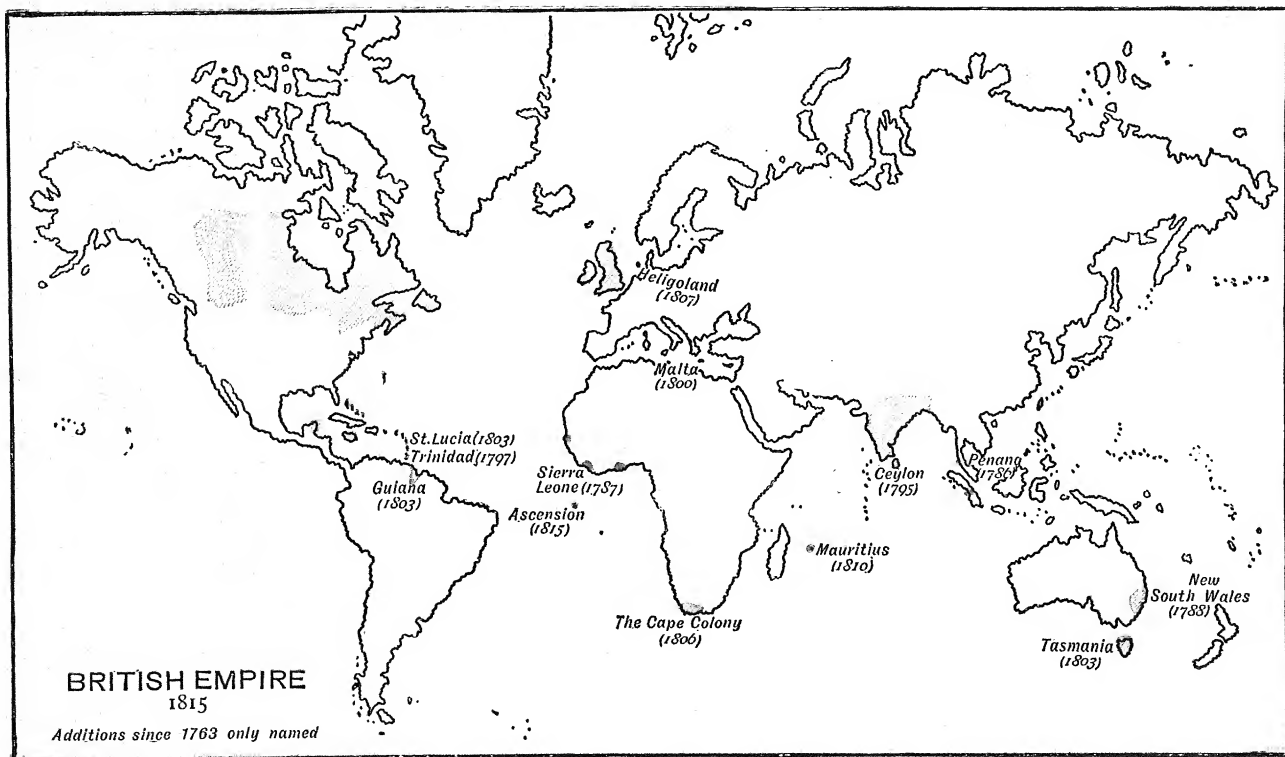 Heligoland
(1807)
Malta
(1800)
St. Lucia (1803)
Trinidad (1797)
Guiana
(1803)
Sierra
Leone (1787)
Ascension
(1815)
Ceylon
(1795)
Penang
(1786)
Mauritius
(1810)
The Cape Colony
(1806)
New
South Wales
(1788)
Tasmania
(1803)
BRITISH EMPIRE
1815
Additions since 1763 only named